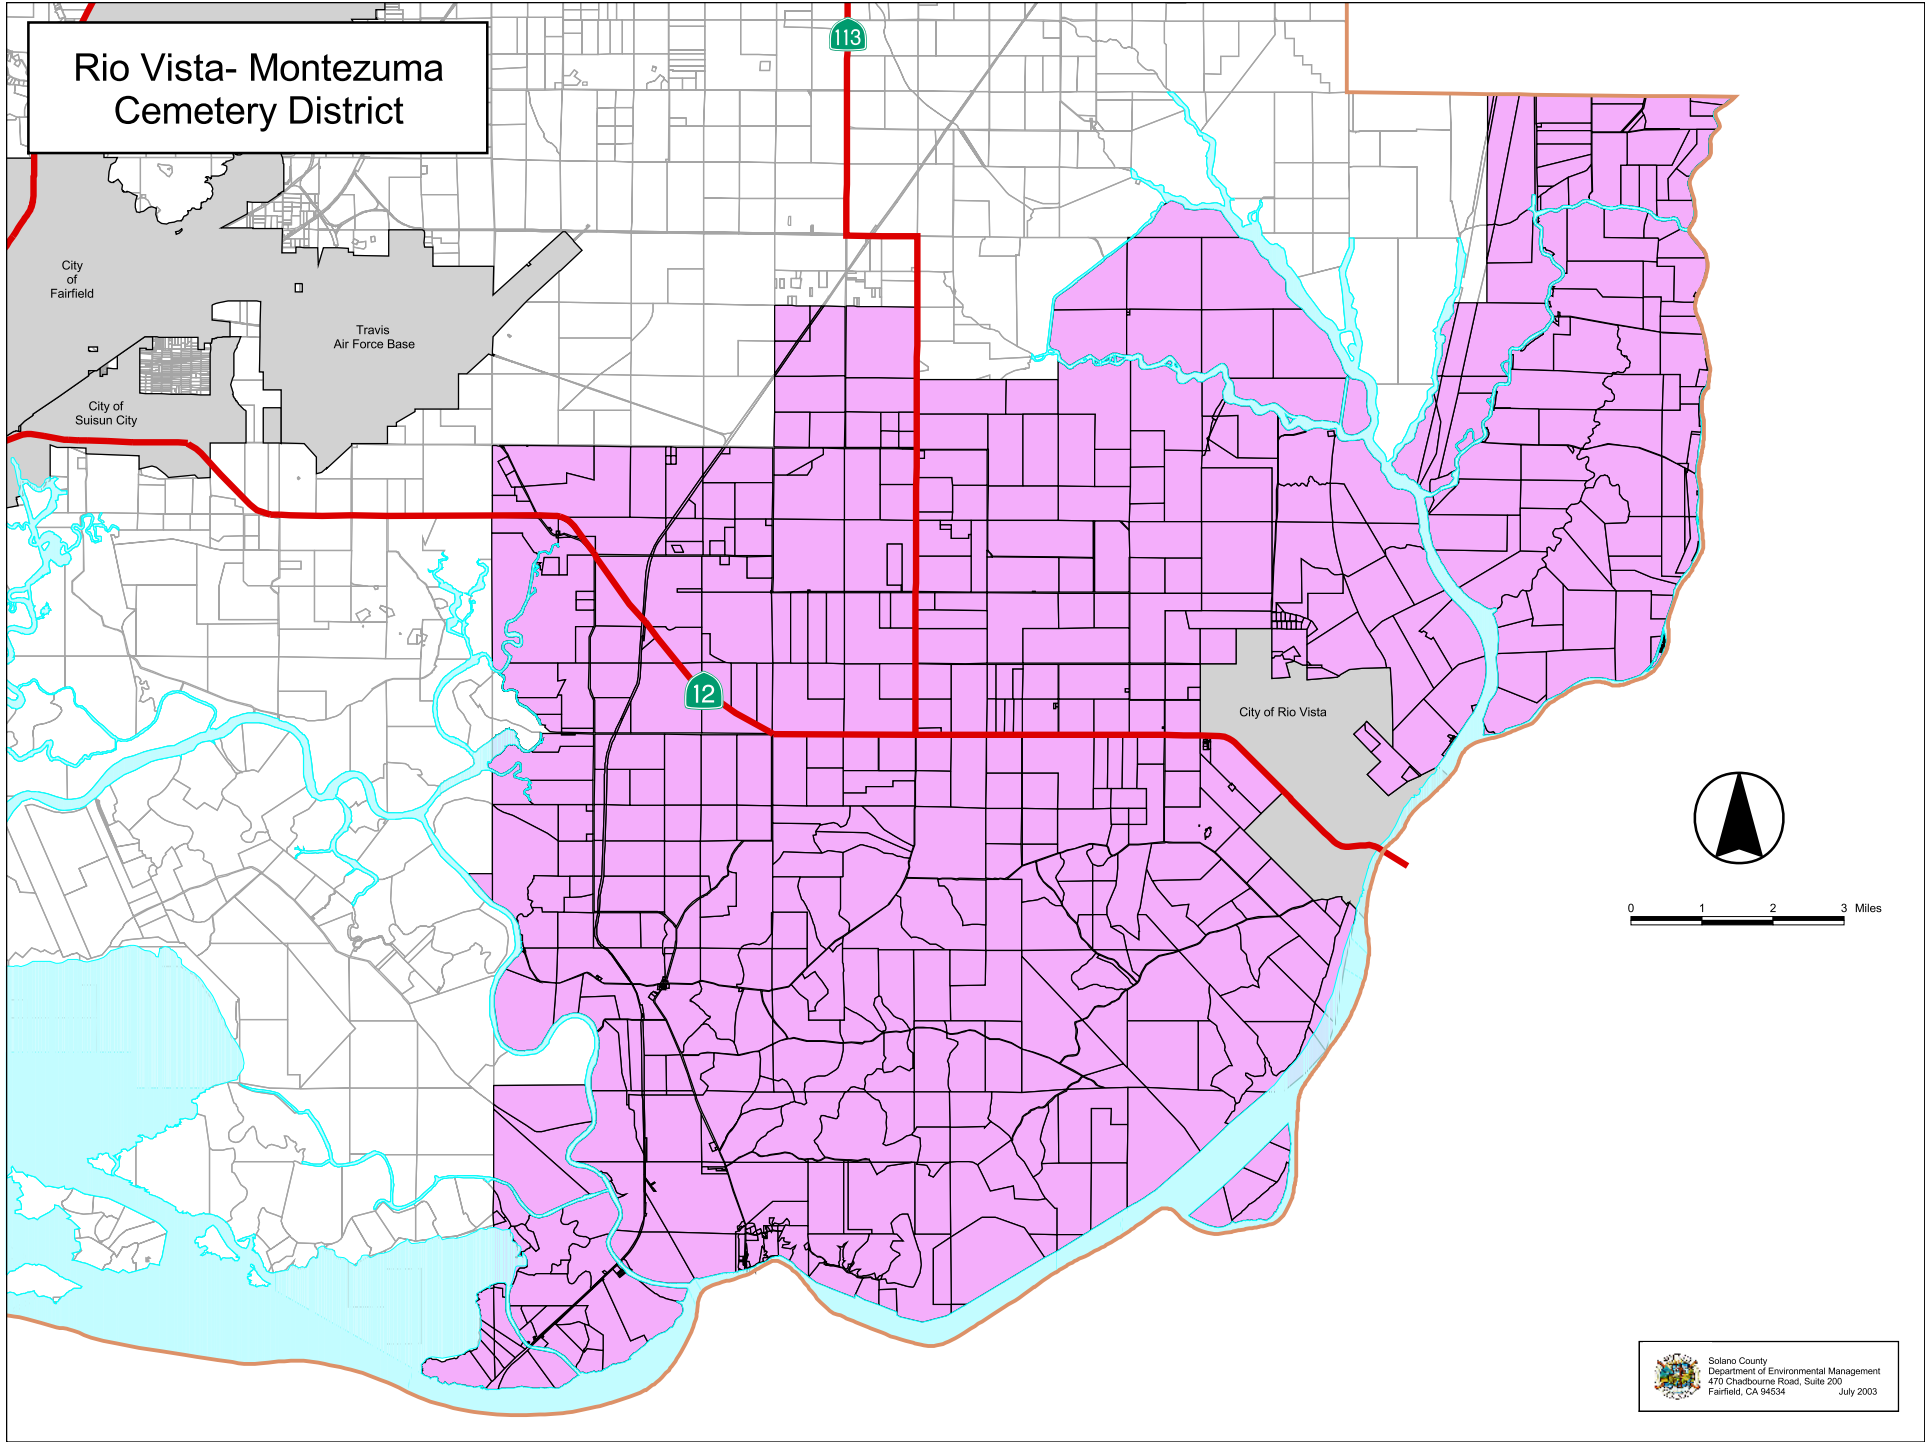 Rio Vista- Montezuma
Cemetery District
113
City
of
Fairfield
Travis
Air Force Base
City of
Suisun City
12
City of Rio Vista
0 1 2 3 Miles
Solano County
Department of Environmental Management
470 Chadbourne Road, Suite 200
Fairfield, CA 94534 July 2003